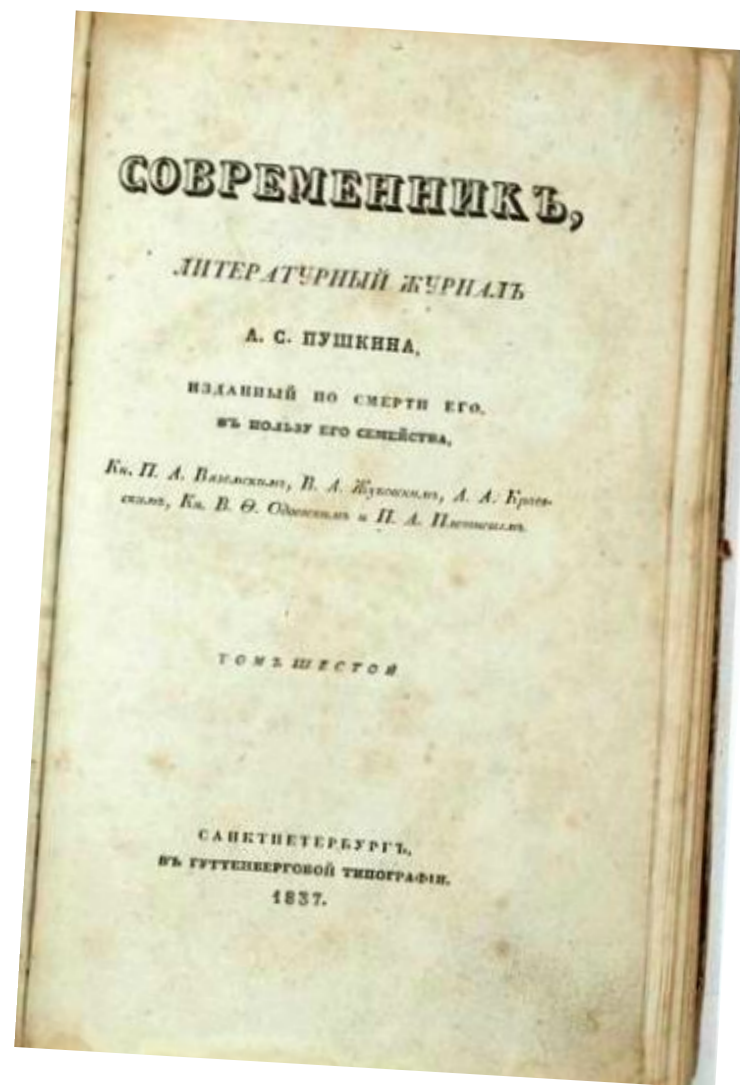 СОВРЕМЕННИКЪ,
ЛИТЕРАТУРНЫЙ ЖУРНАЛЪ
А. С. ПУШКИНА,
ИЗДАННЫЙ ПО СМЕРТИ ЕГО,
ВЪ ПОЛЬЗУ ЕГО СЕМЕЙСТВА,
Кн. П. А. Вяземскимъ, В. А. Жуковскимъ, А. А. Краев-
скимъ, Кн. В. Ѳ. Одоевскимъ и П. А. Плетневымъ
ТОМЪ ШЕСТОЙ
САНКТПЕТЕРБУРГЪ,
ВЪ ГУТТЕНБЕРГОВОЙ ТИПОГРАФІИ.
1837.